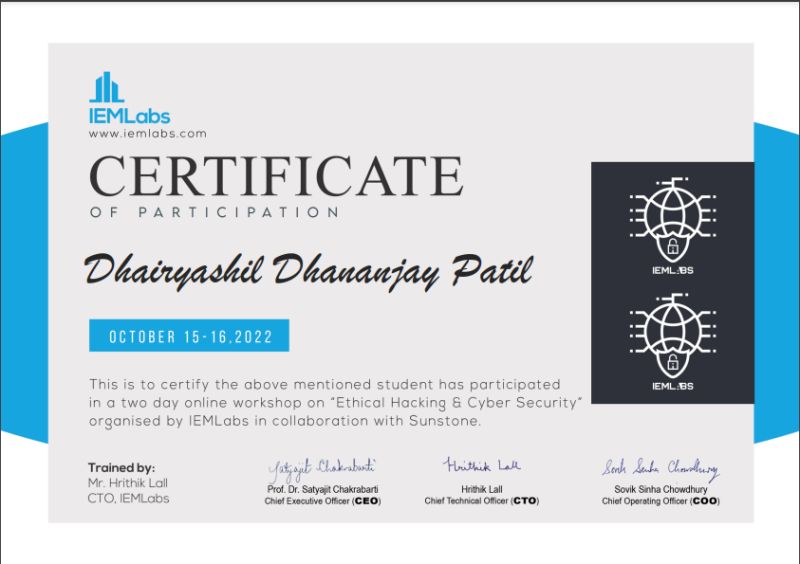 IEMLabs
www.iemlabs.com
CERTIFICATE
OF PARTICIPATION
Dhairyashil Dhananjay Patil
OCTOBER 15-16,2022
This is to certify the above mentioned student has participated
in a two day online workshop on “Ethical Hacking & Cyber Security”
organised by IEMLabs in collaboration with Sunstone.
IEMLABS
IEMLABS
Trained by:
Mr. Hrithik Lall
CTO, IEMLabs
Satyajit Chakrabarti
Prof. Dr. Satyajit Chakrabarti
Chief Executive Officer (CEO)
Hrithik Lall
Hrithik Lall
Chief Technical Officer (CTO)
Sovik Sinha Chowdhury
Sovik Sinha Chowdhury
Chief Operating Officer (COO)